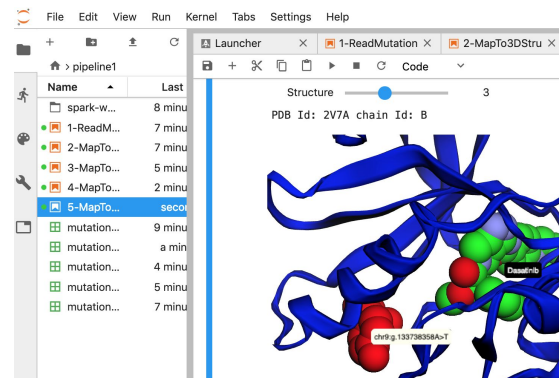 File Edit View Run Kernel Tabs Settings Help
Launcher
1-ReadMutation
2-MapTo3DStru
Code
> pipeline1
Name Last
spark-w... 8 minu
1-ReadM... 7 minu
2-MapTo... 7 minu
3-MapTo... 5 minu
4-MapTo... 2 minu
5-MapTo... secon
mutation... 9 minu
mutation... a min
mutation... 4 minu
mutation... 5 minu
mutation... 7 minu
Structure 3
PDB Id: 2V7A chain Id: B
Dasatinib
chr9:g.133738358A>T